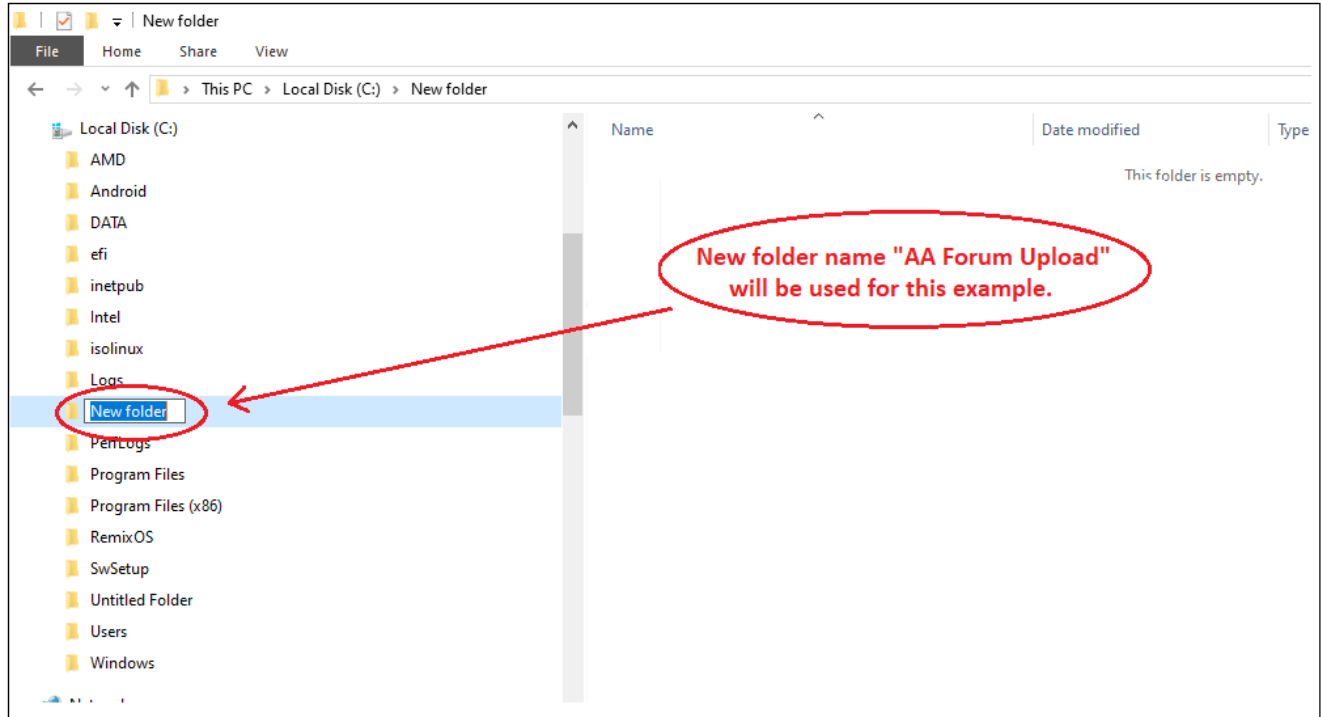 New folder
File Home Share View
This PC > Local Disk (C:) > New folder
Local Disk (C:)
Name Date modified Type
AMD
This folder is empty.
Android
DATA
efi
New folder name "AA Forum Upload"
will be used for this example.
inetpub
Intel
isolinux
Logs
New folder
PerfLogs
Program Files
Program Files (x86)
RemixOS
SwSetup
Untitled Folder
Users
Windows